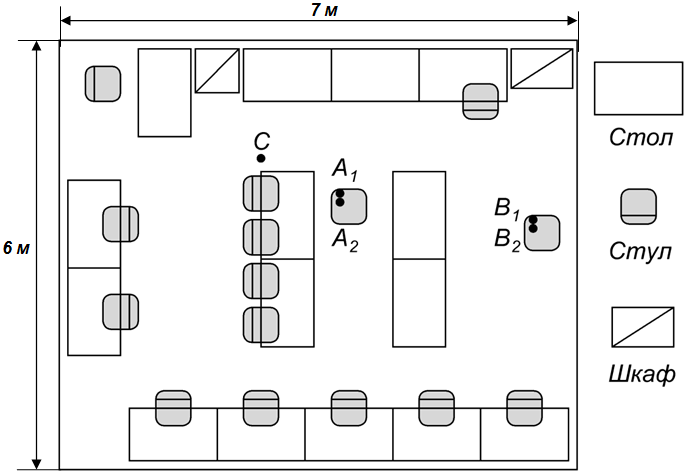 7 м
6 м
C
A1
A2
B1
B2
Стол
Стул
Шкаф